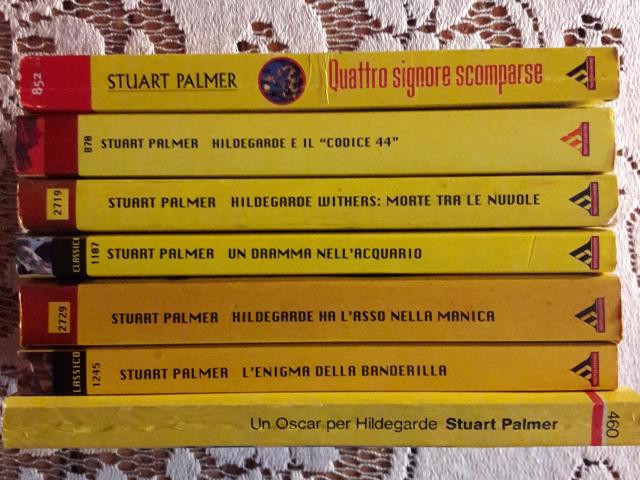 852 STUART PALMER Quattro signore scomparse
878 STUART PALMER HILDEGARDE E IL "CODICE 44"
2719 STUART PALMER HILDEGARDE WITHERS: MORTE TRA LE NUVOLE
CLASSICI 1107 STUART PALMER UN DRAMMA NELL'ACQUARIO
2729 STUART PALMER HILDEGARDE HA L'ASSO NELLA MANICA
CLASSICO 1245 STUART PALMER L'ENIGMA DELLA BANDERILLA
Un Oscar per Hildegarde Stuart Palmer 460